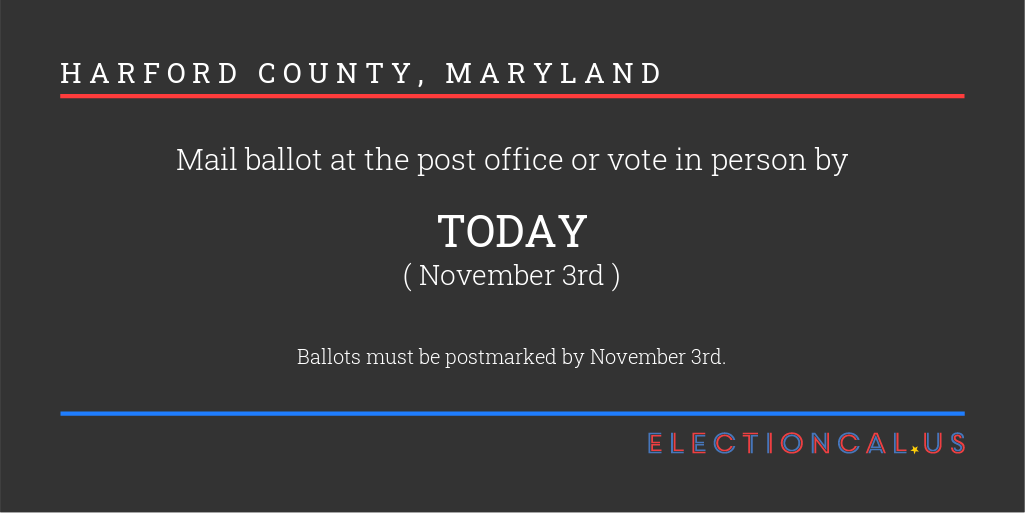 HARFORD COUNTY, MARYLAND
Mail ballot at the post office or vote in person by
TODAY
( November 3rd )
Ballots must be postmarked by November 3rd.
ELECTIONCAL.US